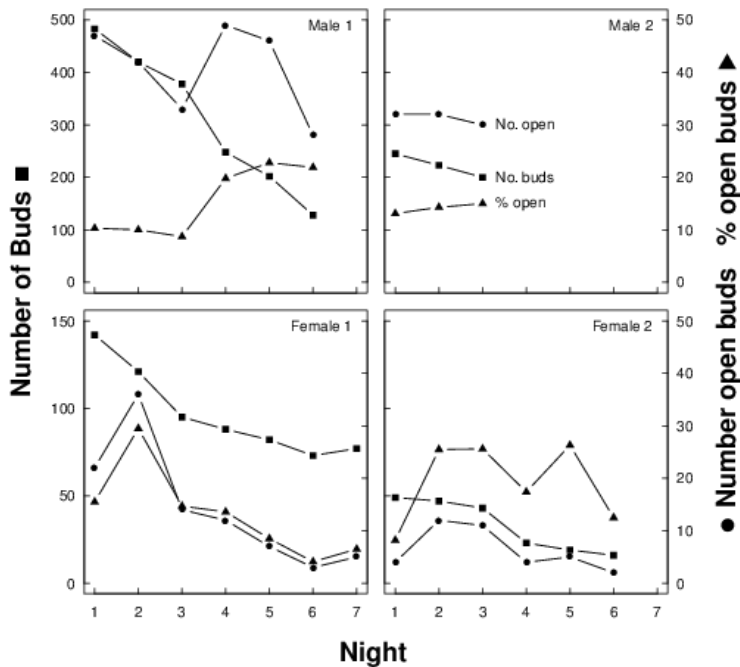 Male 1
Male 2
500
400
300
200
100
0
50
40
30
20
10
0
No. open
No. buds
% open
Female 1
Female 2
150
100
50
0
50
40
30
20
10
0
1 2 3 4 5 6 7
1 2 3 4 5 6 7
Night
Number of Buds ■
● Number open buds % open buds ▲